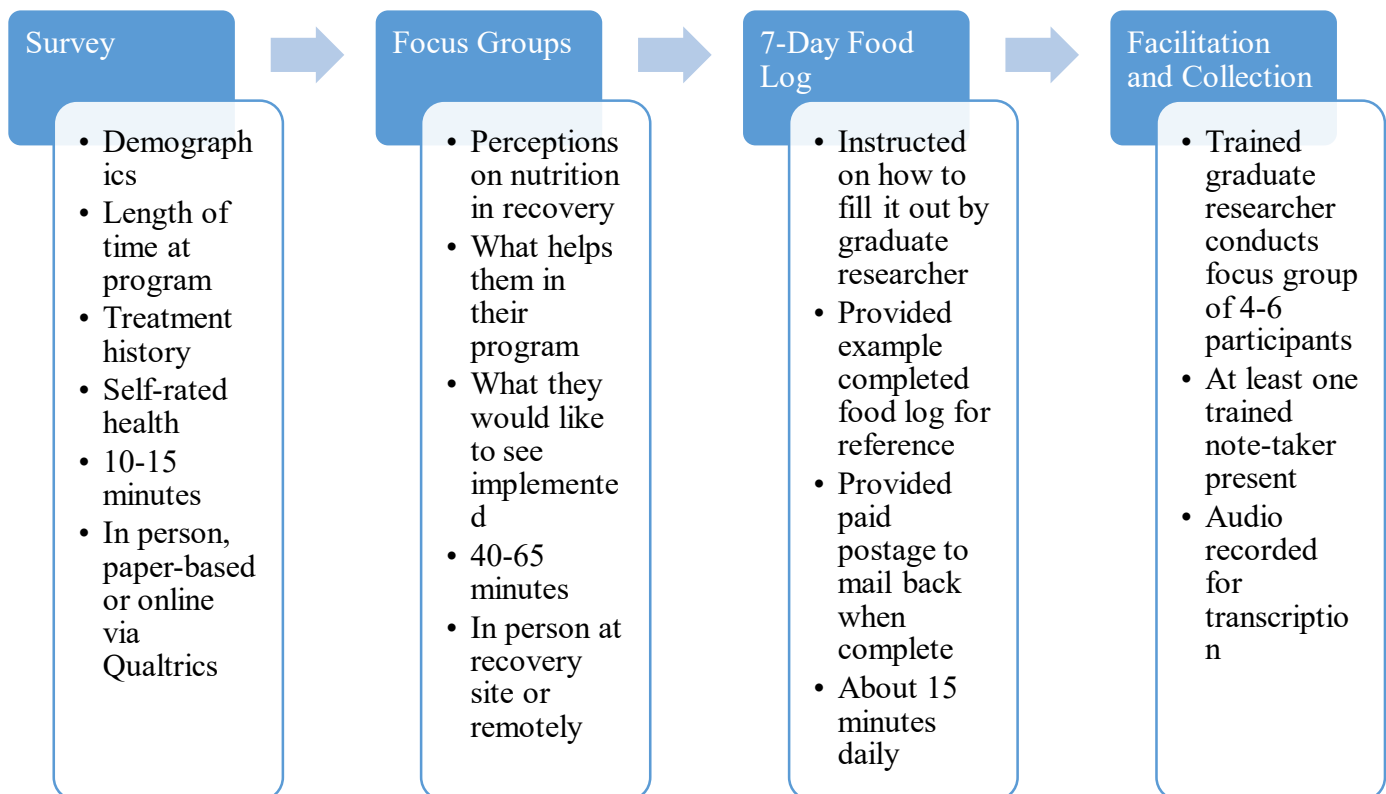 Survey
• Demograph
ics
• Length of
time at
program
• Treatment
history
• Self-rated
health
• 10-15
minutes
• In person,
paper-based
or online
via
Qualtrics
Focus Groups
• Perceptions
on nutrition
in recovery
• What helps
them in
their
program
• What they
would like
to see
implemente
d
• 40-65
minutes
• In person at
recovery
site or
remotely
7-Day Food
Log
• Instructed
on how to
fill it out by
graduate
researcher
• Provided
example
completed
food log for
reference
• Provided
paid
postage to
mail back
when
complete
• About 15
minutes
daily
Facilitation
and Collection
• Trained
graduate
researcher
conducts
focus group
of 4-6
participants
• At least one
trained
note-taker
present
• Audio
recorded
for
transcriptio
n